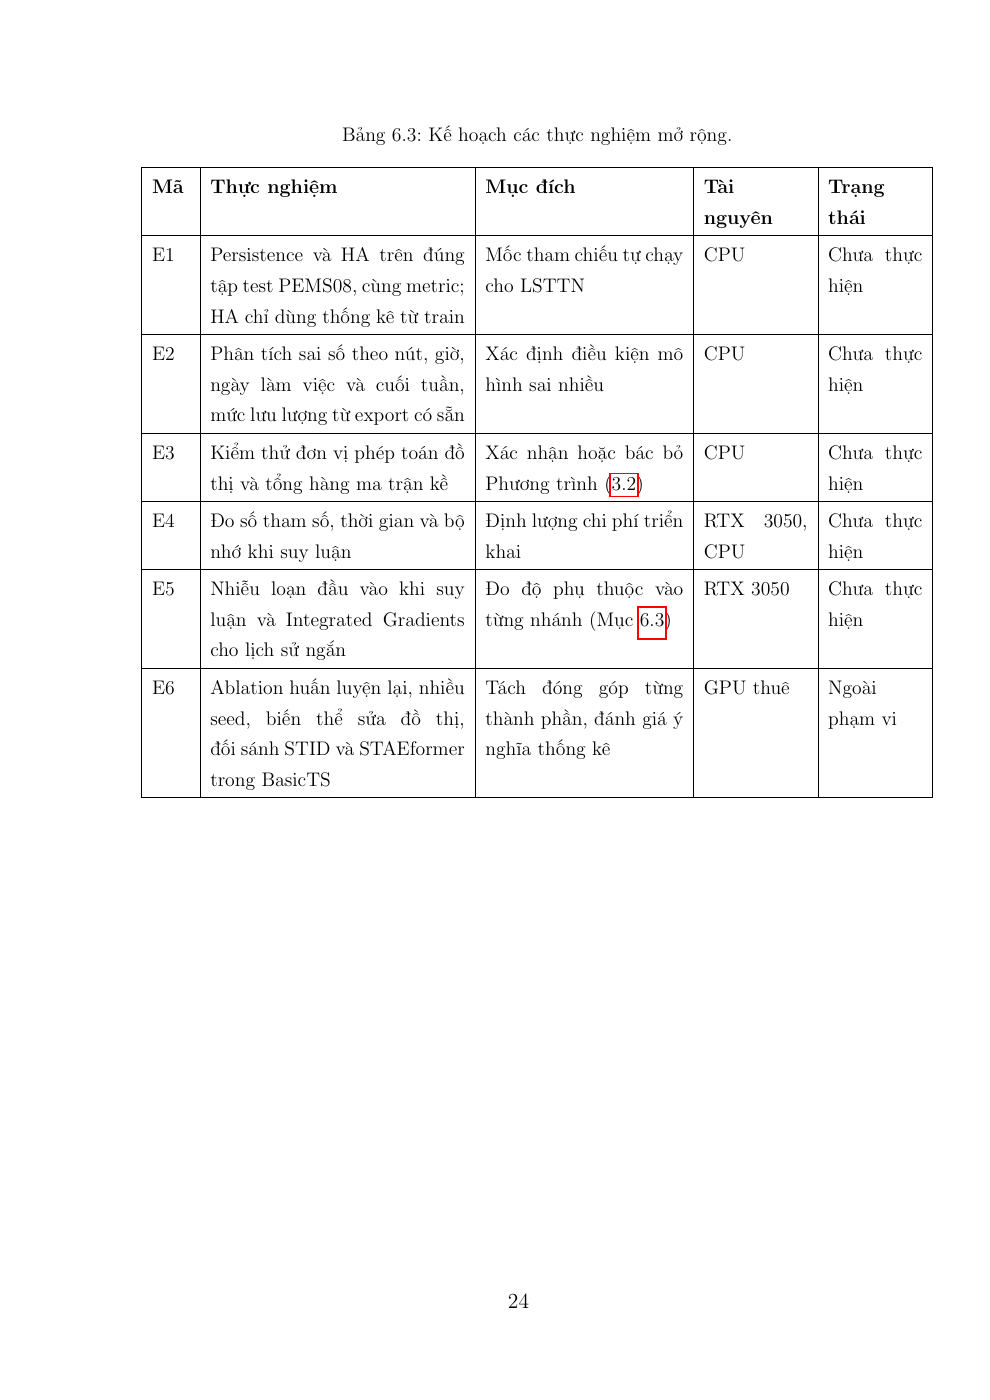 Bảng 6.3: Kế hoạch các thực nghiệm mở rộng.
Mã Thực nghiệm Mục đích Tài nguyên Trạng thái
E1 Persistence và HA trên đúng tập test PEMS08, cùng metric; HA chỉ dùng thống kê từ train Mốc tham chiếu tự chạy cho LSTTN CPU Chưa thực hiện
E2 Phân tích sai số theo nút, giờ, ngày làm việc và cuối tuần, mức lưu lượng từ export có sẵn Xác định điều kiện mô hình sai nhiều CPU Chưa thực hiện
E3 Kiểm thử đơn vị phép toán đồ thị và tổng hàng ma trận kề Xác nhận hoặc bác bỏ Phương trình (3.2) CPU Chưa thực hiện
E4 Đo số tham số, thời gian và bộ nhớ khi suy luận Định lượng chi phí triển khai RTX 3050, CPU Chưa thực hiện
E5 Nhiễu loạn đầu vào khi suy luận và Integrated Gradients cho lịch sử ngắn Đo độ phụ thuộc vào từng nhánh (Mục 6.3) RTX 3050 Chưa thực hiện
E6 Ablation huấn luyện lại, nhiều seed, biến thể sửa đồ thị, đối sánh STID và STAEformer trong BasicTS Tách đóng góp từng thành phần, đánh giá ý nghĩa thống kê GPU thuê Ngoài phạm vi
24